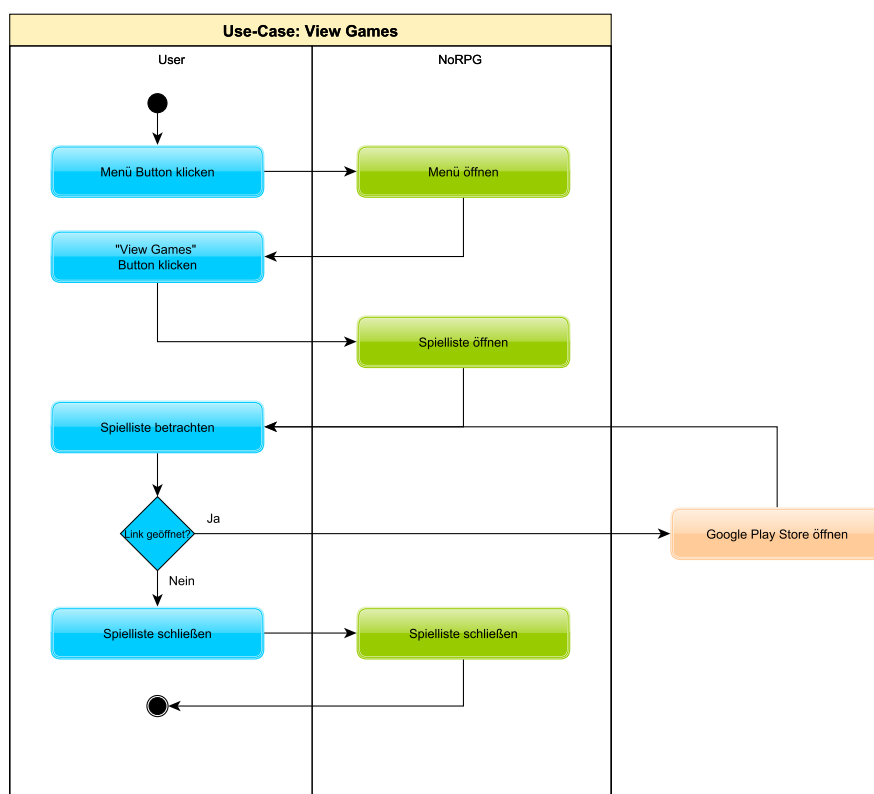 Use-Case: View Games
User
NoRPG
Menü Button klicken
Menü öffnen
"View Games"
Button klicken
Spielliste öffnen
Spielliste betrachten
Link geöffnet?
Ja
Google Play Store öffnen
Nein
Spielliste schließen
Spielliste schließen